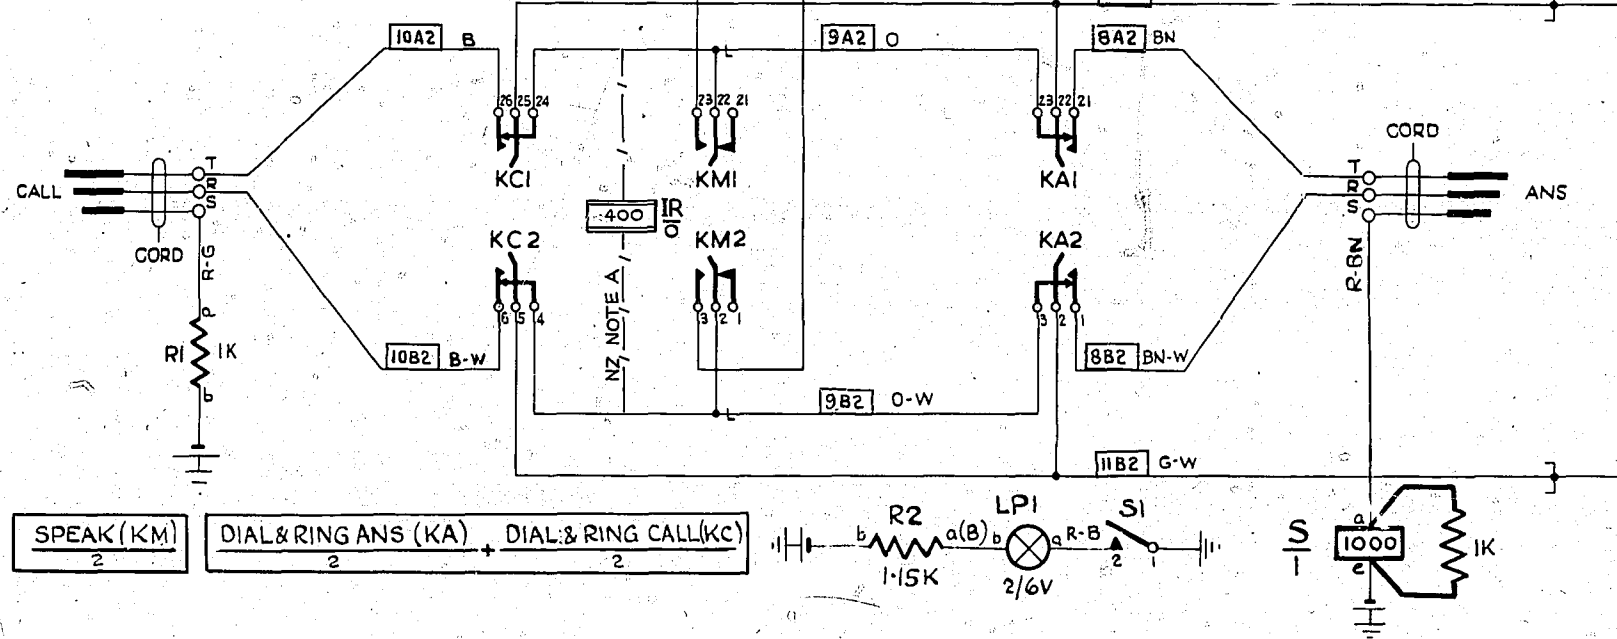 10A2 B
9A2 O
8A2 BN
26 25 24
23 22 21
23 22 21
CORD
T
R
S
CALL
KC1
KM1
KA1
T
R
S
ANS
400
IR
O
CORD
R-G
KC2
KM2
KA2
R-BN
NZ NOTE A
6 5 4
3 2 1
3 2 1
P
R1 1K
b
10B2 B-W
8B2 BN-W
9B2 O-W
11B2 G-W
SPEAK (KM)
2
DIAL & RING ANS (KA) + DIAL & RING CALL (KC)
2 2
R2
b a(B)
1·15K
LP1
b a
2/6V
R-B
S1
2 1
S
1
a
1000
e
1K